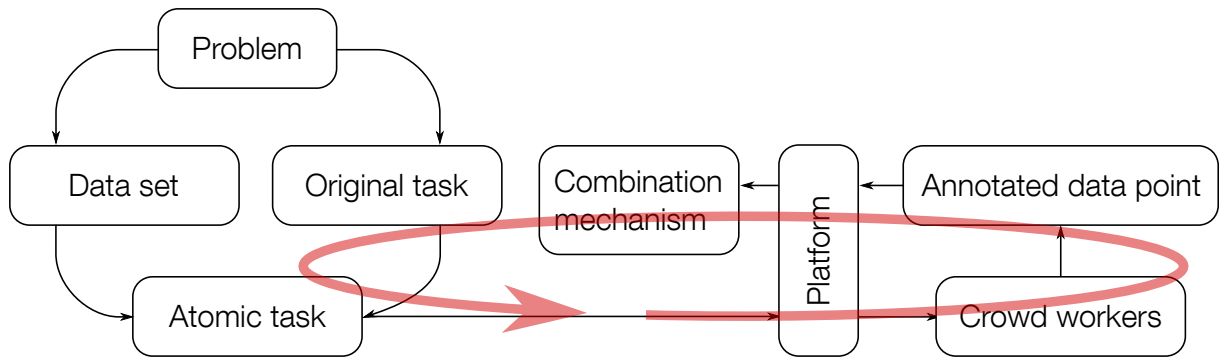 Problem
Data set
Original task
Combination
mechanism
Platform
Annotated data point
Atomic task
Crowd workers